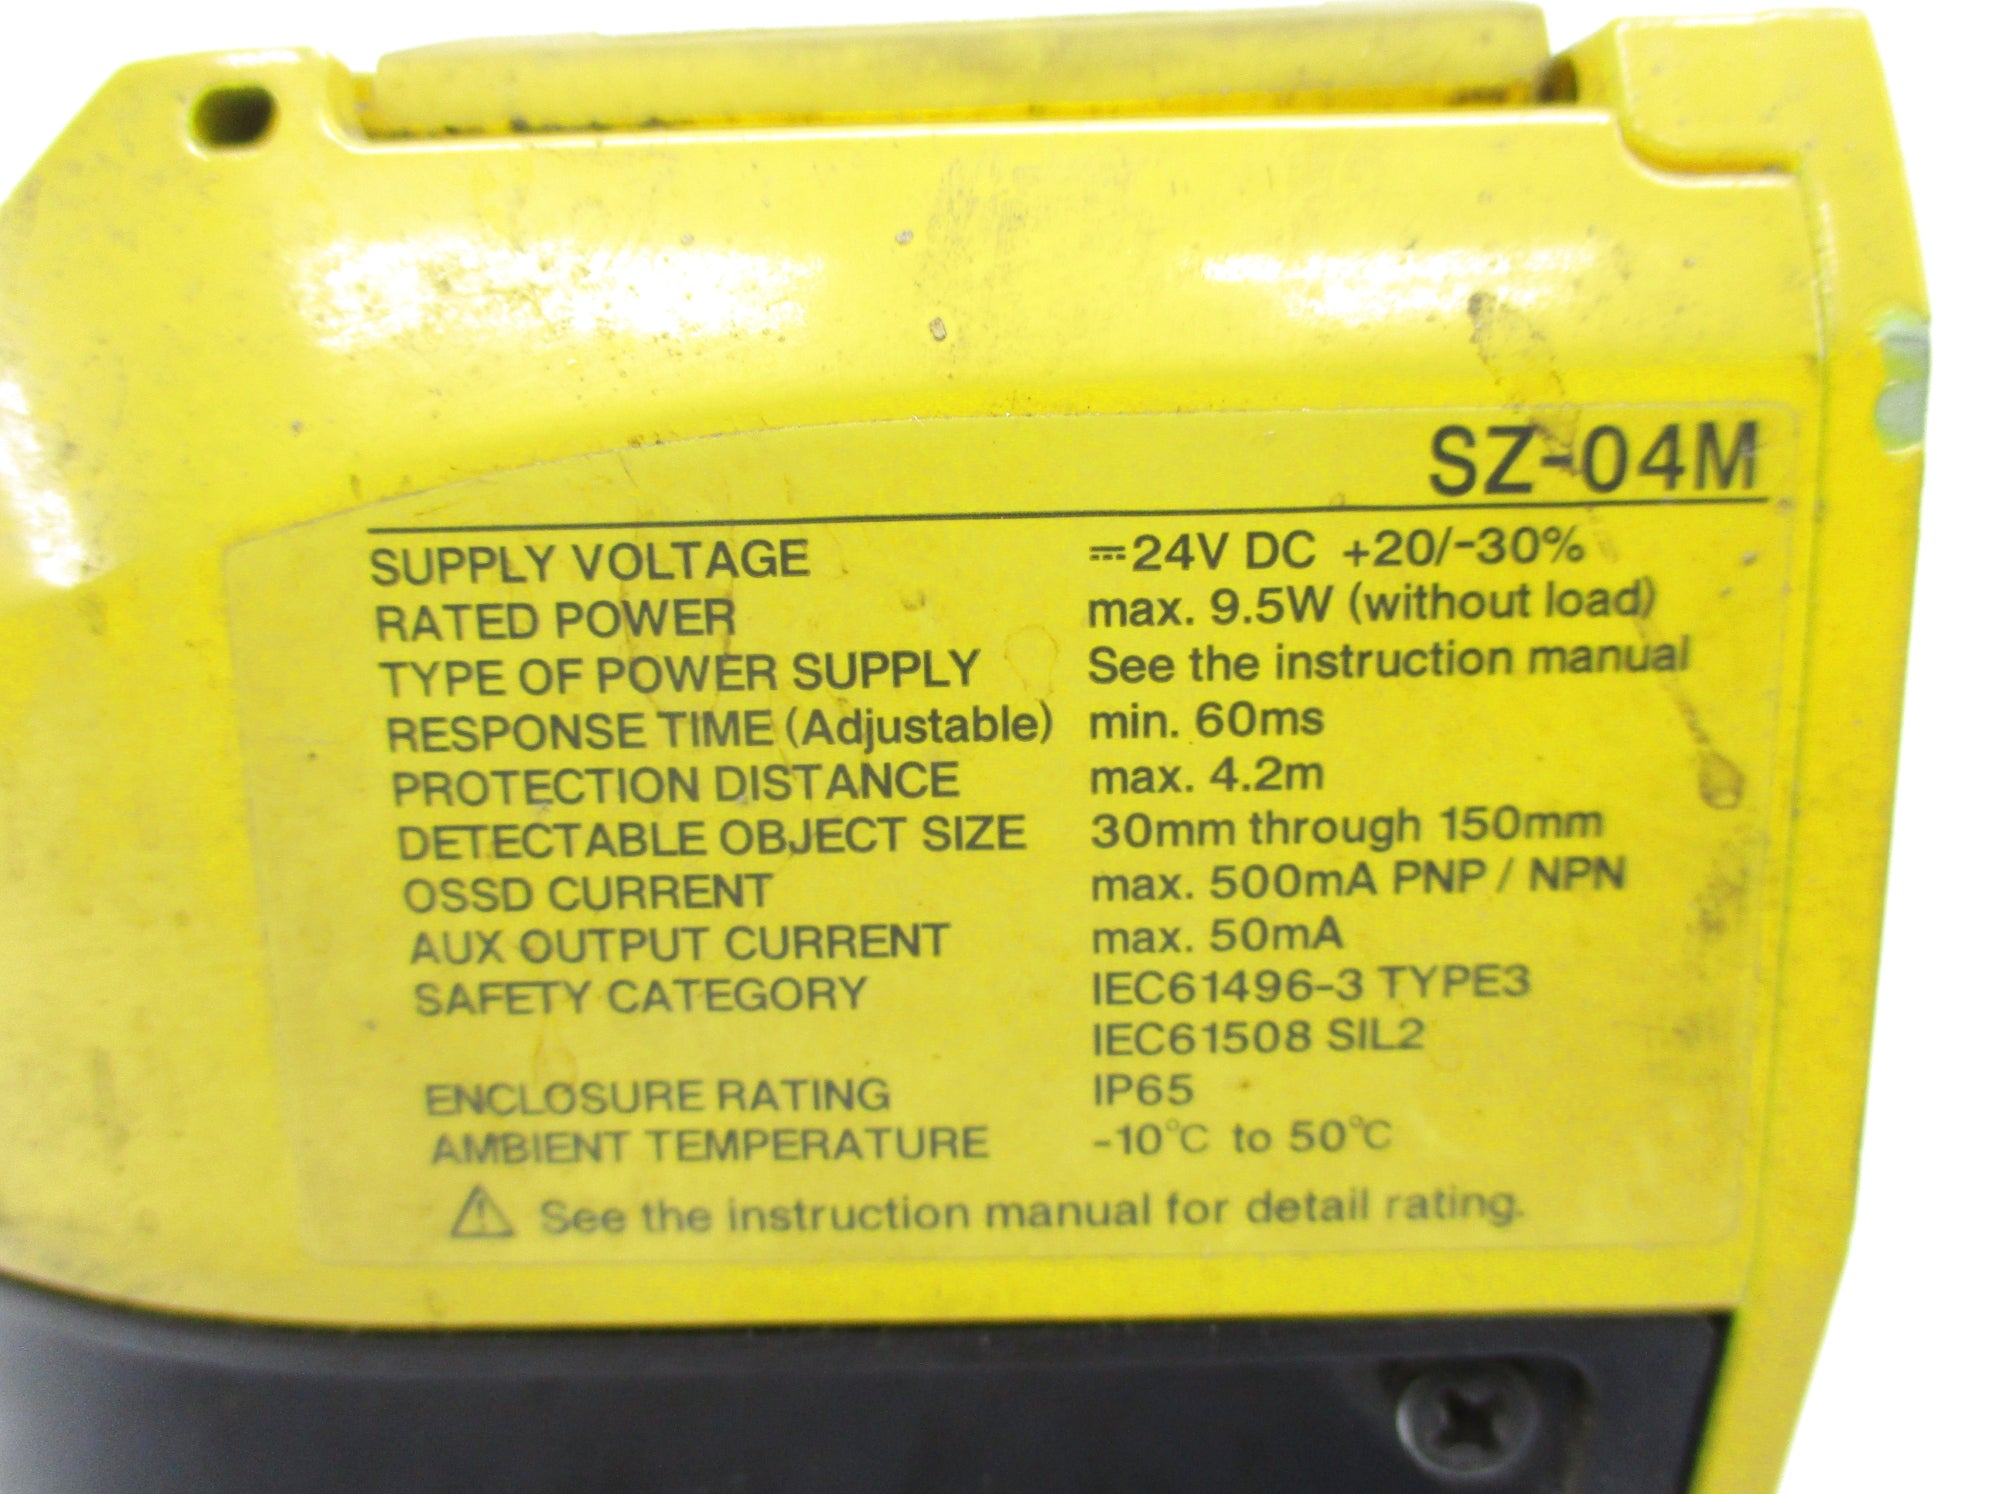 SZ-04M
SUPPLY VOLTAGE ⎓24V DC +20/-30%
RATED POWER max. 9.5W (without load)
TYPE OF POWER SUPPLY See the instruction manual
RESPONSE TIME (Adjustable) min. 60ms
PROTECTION DISTANCE max. 4.2m
DETECTABLE OBJECT SIZE 30mm through 150mm
OSSD CURRENT max. 500mA PNP / NPN
AUX OUTPUT CURRENT max. 50mA
SAFETY CATEGORY IEC61496-3 TYPE3
IEC61508 SIL2
ENCLOSURE RATING IP65
AMBIENT TEMPERATURE -10℃ to 50℃
⚠ See the instruction manual for detail rating.